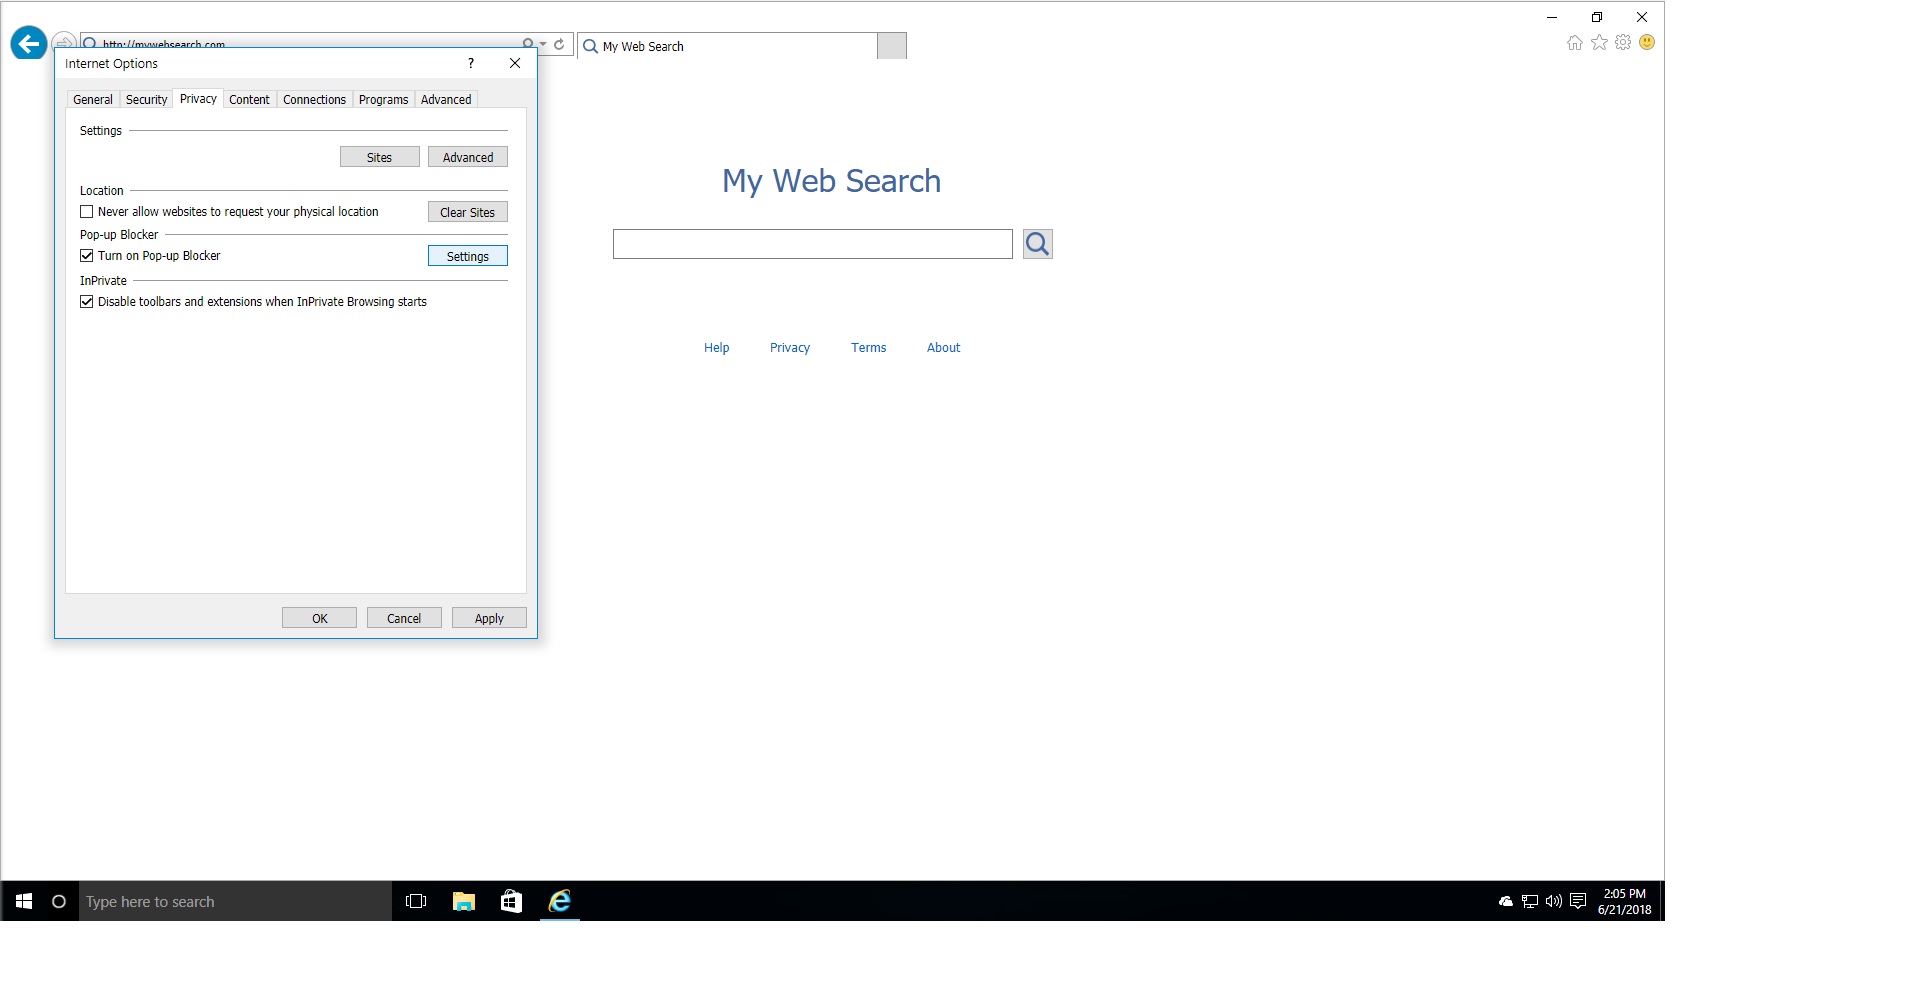 http://mywebsearch.com
My Web Search
Internet Options
?
General Security Privacy Content Connections Programs Advanced
Settings
Sites Advanced
Location
Never allow websites to request your physical location Clear Sites
Pop-up Blocker
Turn on Pop-up Blocker Settings
InPrivate
Disable toolbars and extensions when InPrivate Browsing starts
OK Cancel Apply
My Web Search
Help Privacy Terms About
Type here to search
2:05 PM
6/21/2018